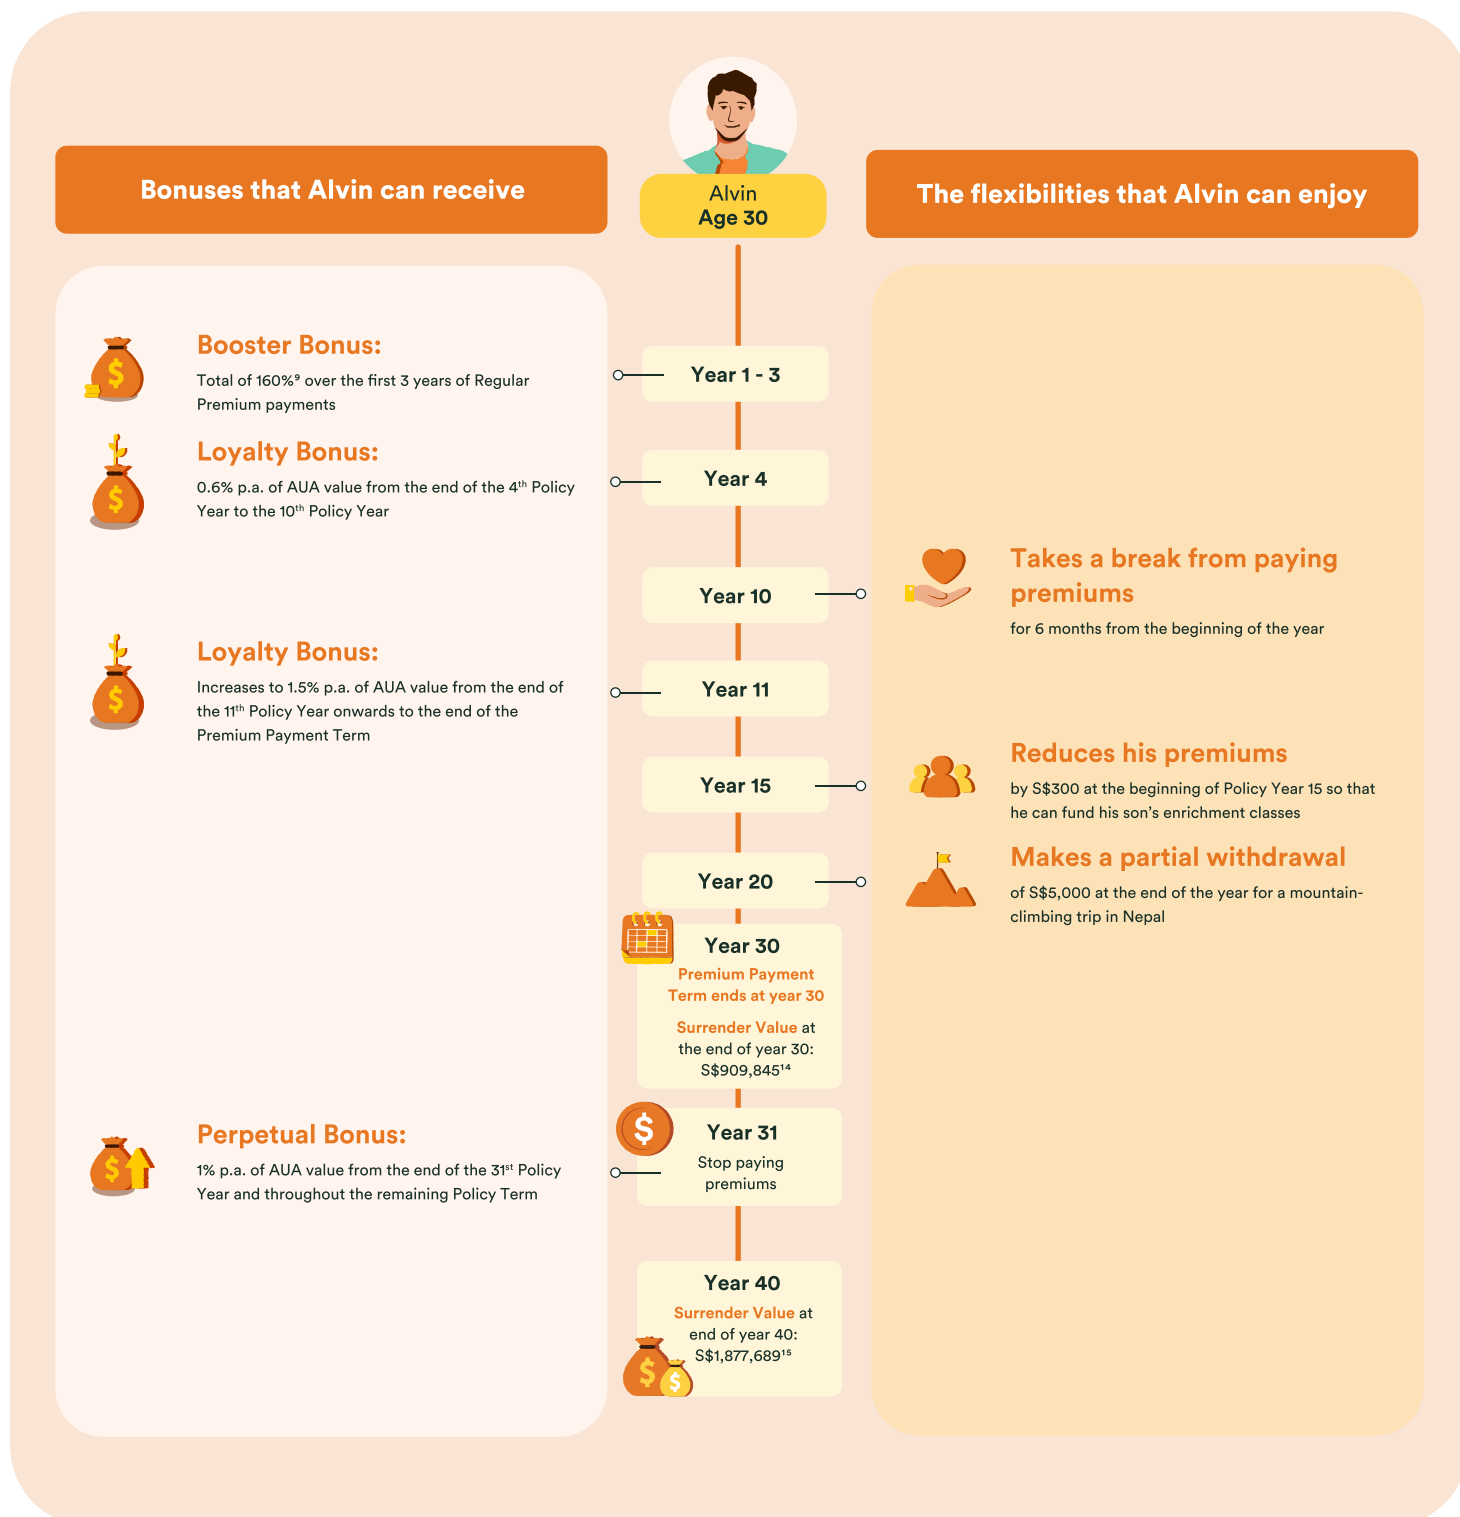 Alvin
Age 30
Bonuses that Alvin can receive
The flexibilities that Alvin can enjoy
Booster Bonus:
Total of 160%⁹ over the first 3 years of Regular
Premium payments
Year 1 - 3
Loyalty Bonus:
0.6% p.a. of AUA value from the end of the 4ᵗʰ Policy
Year to the 10ᵗʰ Policy Year
Year 4
Year 10
Takes a break from paying
premiums
for 6 months from the beginning of the year
Loyalty Bonus:
Increases to 1.5% p.a. of AUA value from the end of
the 11ᵗʰ Policy Year onwards to the end of the
Premium Payment Term
Year 11
Year 15
Reduces his premiums
by S$300 at the beginning of Policy Year 15 so that
he can fund his son’s enrichment classes
Year 20
Makes a partial withdrawal
of S$5,000 at the end of the year for a mountain-
climbing trip in Nepal
Year 30
Premium Payment
Term ends at year 30
Surrender Value at
the end of year 30:
S$909,845¹⁴
Perpetual Bonus:
1% p.a. of AUA value from the end of the 31ˢᵗ Policy
Year and throughout the remaining Policy Term
Year 31
Stop paying
premiums
Year 40
Surrender Value at
end of year 40:
S$1,877,689¹⁵
$
$
$
$
$
$
$